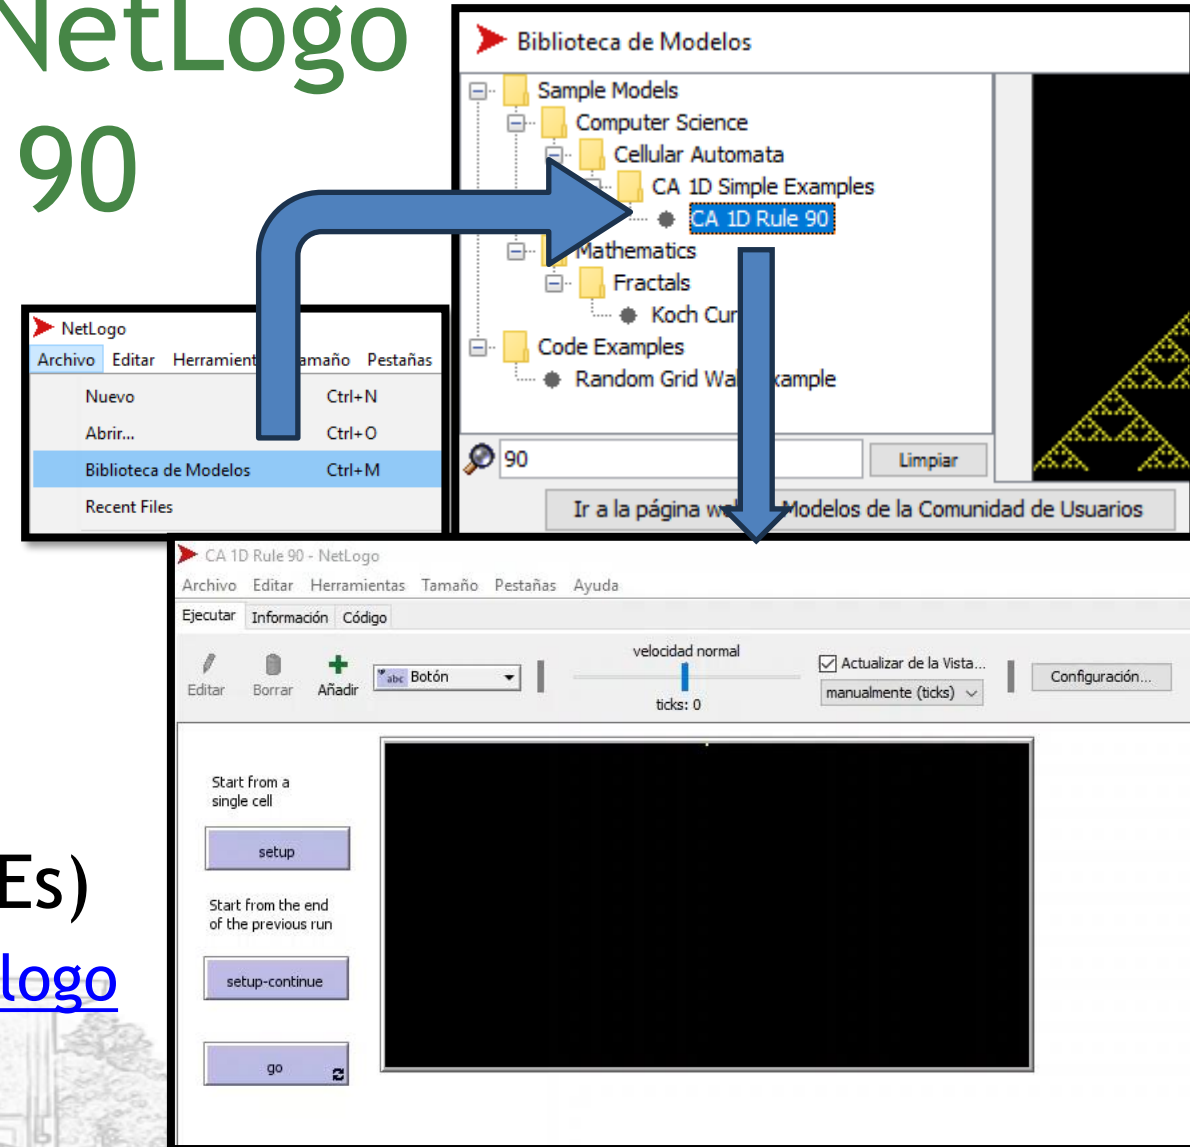 NetLogo
90
Biblioteca de Modelos
Sample Models
Computer Science
Cellular Automata
CA 1D Simple Examples
CA 1D Rule 90
Mathematics
Fractals
Koch Cur
Code Examples
Random Grid Wa xample
90
Limpiar
Ir a la página w Modelos de la Comunidad de Usuarios
NetLogo
Archivo Editar Herramient amaño Pestañas
Nuevo Ctrl+N
Abrir... Ctrl+O
Biblioteca de Modelos Ctrl+M
Recent Files
CA 1D Rule 90 - NetLogo
Archivo Editar Herramientas Tamaño Pestañas Ayuda
Ejecutar Información Código
Editar Borrar Añadir
abc Botón
velocidad normal
ticks: 0
Actualizar de la Vista...
manualmente (ticks)
Configuración...
Start from a
single cell
setup
Start from the end
of the previous run
setup-continue
go
Es)
logo